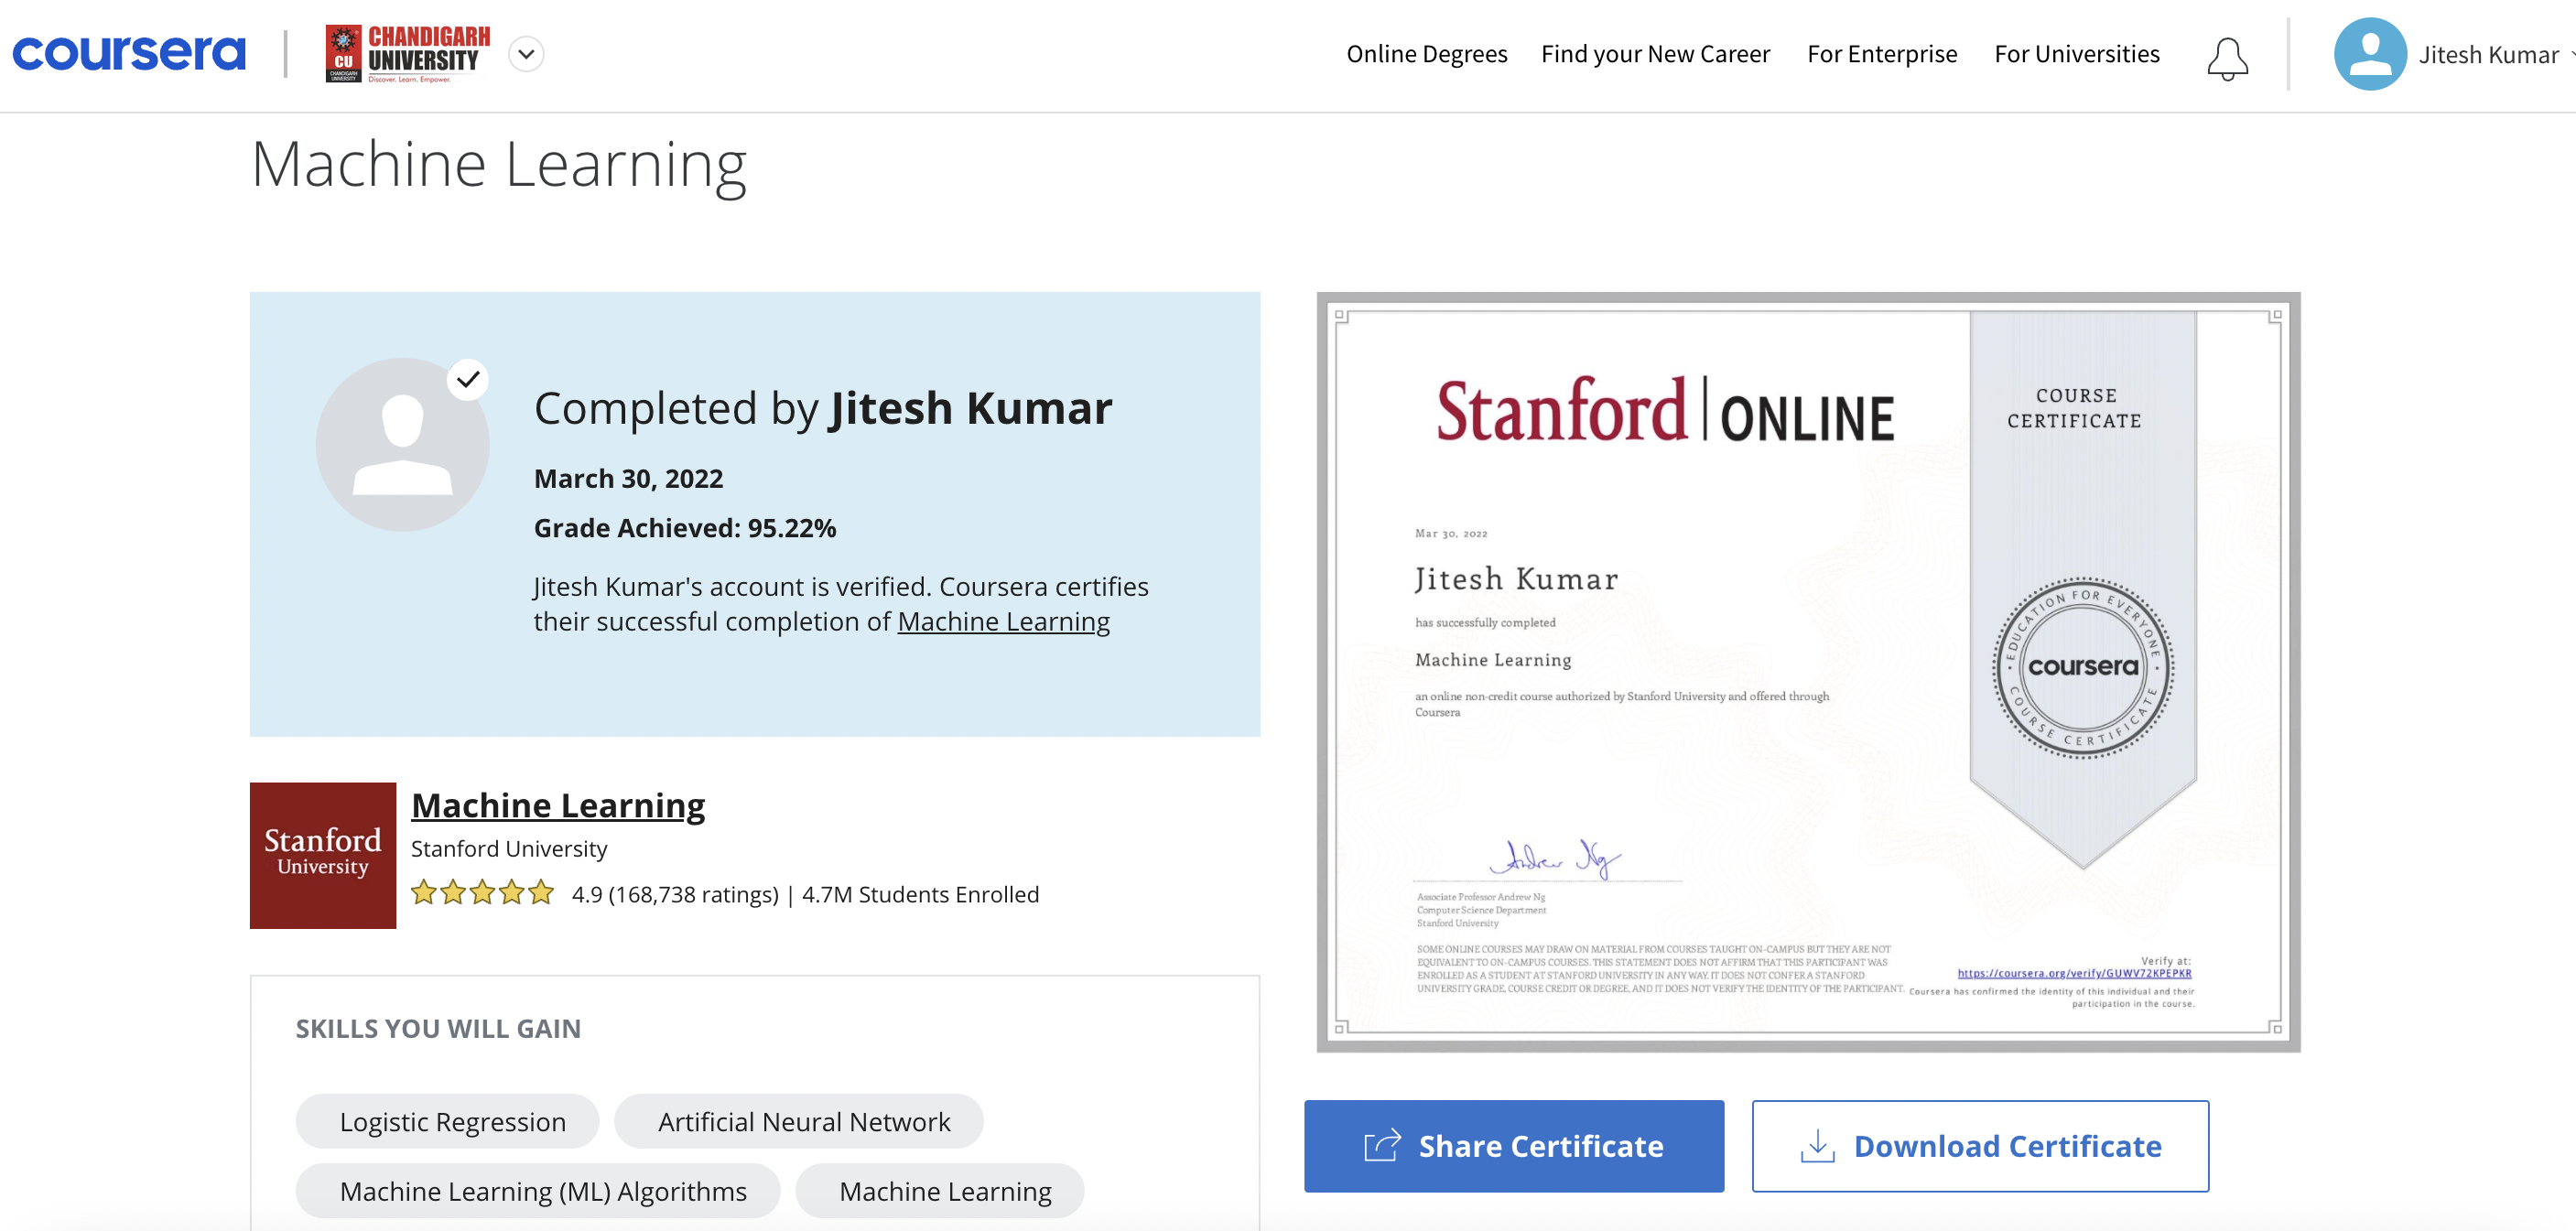 coursera
CU
CHANDIGARH
UNIVERSITY
CHANDIGARH
UNIVERSITY
Discover. Learn. Empower.
Online Degrees Find your New Career For Enterprise For Universities
Jitesh Kumar
Machine Learning
Completed by Jitesh Kumar
March 30, 2022
Grade Achieved: 95.22%
Jitesh Kumar's account is verified. Coursera certifies
their successful completion of Machine Learning
Stanford
University
Machine Learning
Stanford University
4.9 (168,738 ratings) | 4.7M Students Enrolled
SKILLS YOU WILL GAIN
Logistic Regression
Artificial Neural Network
Machine Learning (ML) Algorithms
Machine Learning
Stanford | ONLINE
COURSE
CERTIFICATE
Mar 30, 2022
Jitesh Kumar
has successfully completed
Machine Learning
an online non-credit course authorized by Stanford University and offered through
Coursera
EDUCATION FOR EVERYONE
coursera
COURSE CERTIFICATE
Andrew Ng
Associate Professor Andrew Ng
Computer Science Department
Stanford University
SOME ONLINE COURSES MAY DRAW ON MATERIAL FROM COURSES TAUGHT ON-CAMPUS BUT THEY ARE NOT
EQUIVALENT TO ON-CAMPUS COURSES. THIS STATEMENT DOES NOT AFFIRM THAT THIS PARTICIPANT WAS
ENROLLED AS A STUDENT AT STANFORD UNIVERSITY IN ANY WAY. IT DOES NOT CONFER A STANFORD
UNIVERSITY GRADE, COURSE CREDIT OR DEGREE, AND IT DOES NOT VERIFY THE IDENTITY OF THE PARTICIPANT.
Verify at:
https://coursera.org/verify/GUWV72KPEPKR
Coursera has confirmed the identity of this individual and their
participation in the course.
Share Certificate
Download Certificate